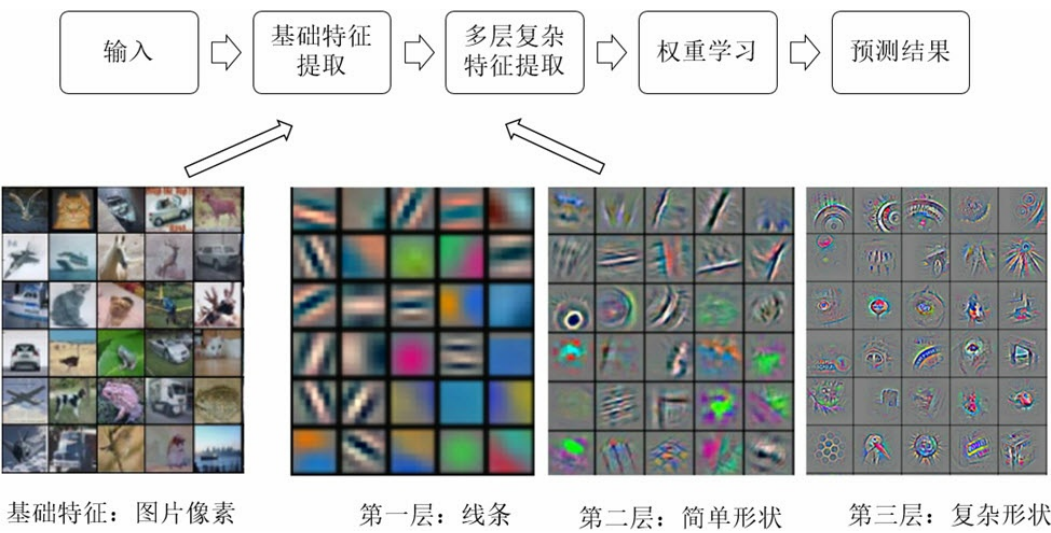 输入
基础特征
提取
多层复杂
特征提取
权重学习
预测结果
基础特征：图片像素
第一层：线条
第二层：简单形状
第三层：复杂形状